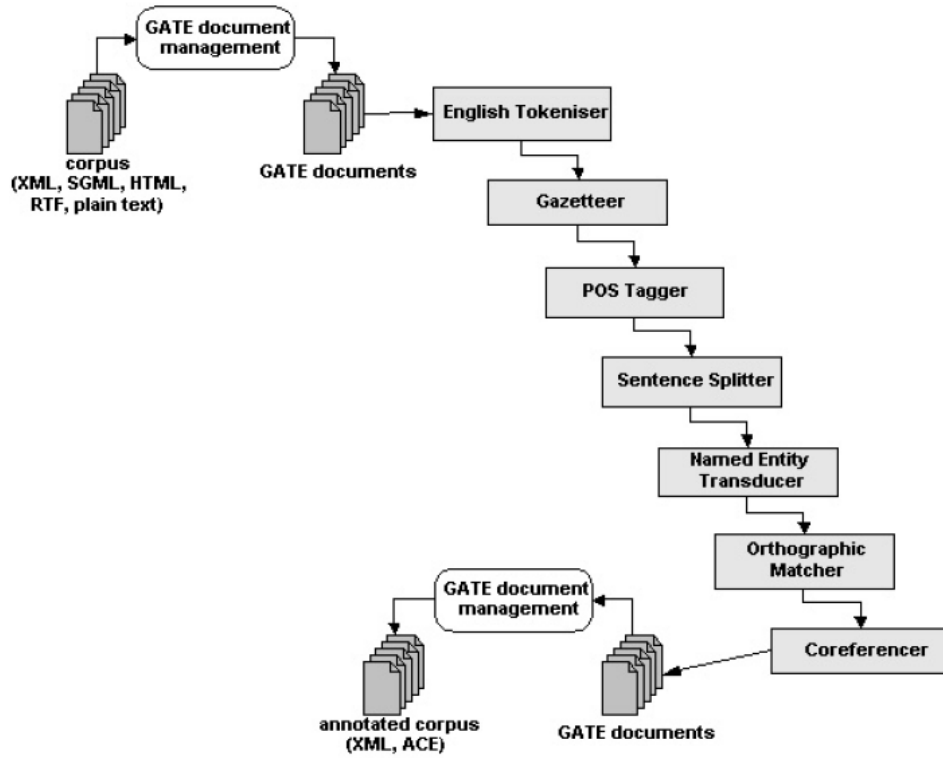 GATE document
management
corpus
(XML, SGML, HTML,
RTF, plain text)
GATE documents
English Tokeniser
Gazetteer
POS Tagger
Sentence Splitter
Named Entity
Transducer
Orthographic
Matcher
Coreferencer
GATE documents
GATE document
management
annotated corpus
(XML, ACE)